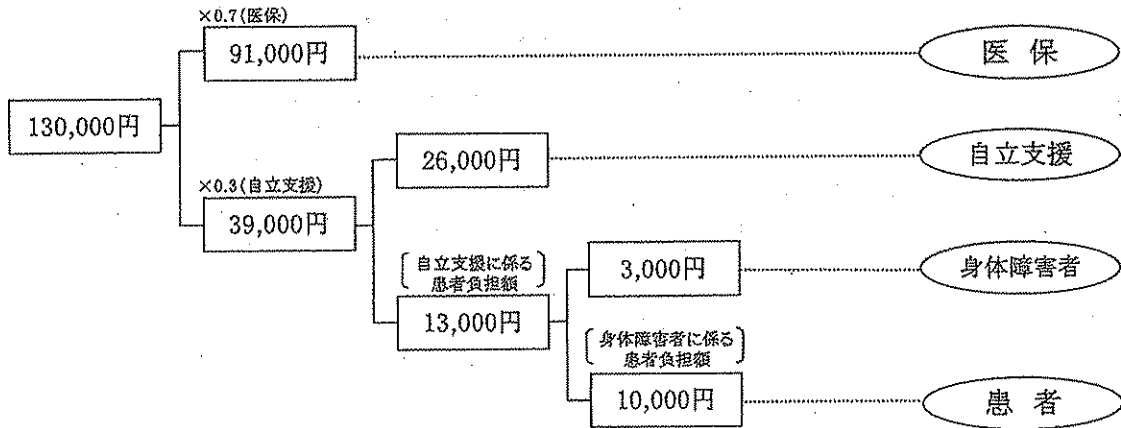 ×0.7(医保)
91,000円
医 保
130,000円
26,000円
自立支援
×0.3(自立支援)
39,000円
自立支援に係る
患者負担額
13,000円
3,000円
身体障害者
身体障害者に係る
患者負担額
10,000円
患 者